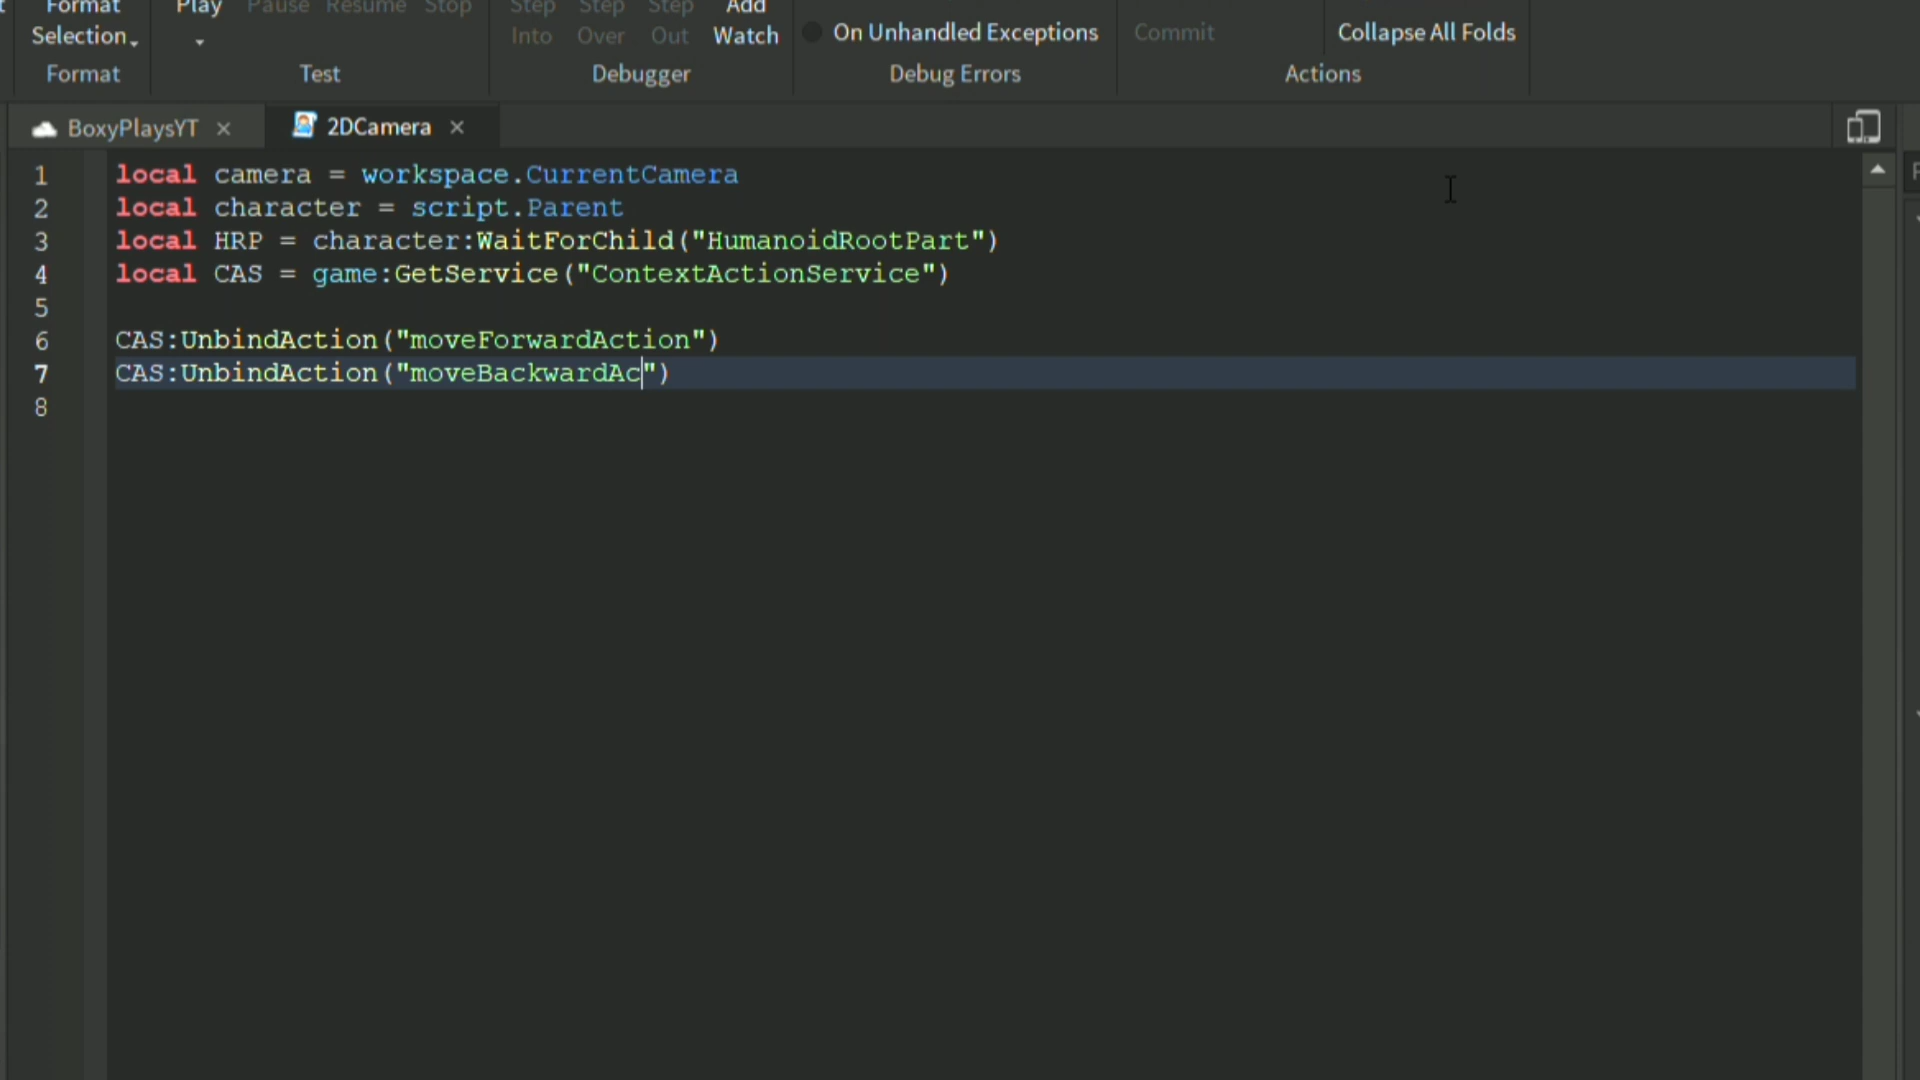 Format Play Pause Resume Stop Step Step Step Add
Selection Into Over Out Watch On Unhandled Exceptions Commit Collapse All Folds
Format Test Debugger Debug Errors Actions
BoxyPlaysYT × 2DCamera ×
1 local camera = workspace.CurrentCamera
2 local character = script.Parent
3 local HRP = character:WaitForChild("HumanoidRootPart")
4 local CAS = game:GetService("ContextActionService")
5
6 CAS:UnbindAction("moveForwardAction")
7 CAS:UnbindAction("moveBackwardAc")
8